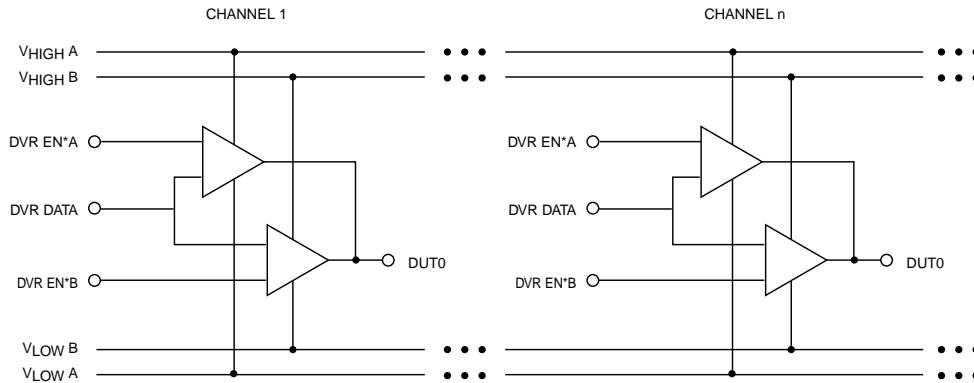 CHANNEL 1
CHANNEL n
VHIGH A
VHIGH B
DVR EN*A
DVR EN*A
DVR DATA
DVR DATA
DUT0
DUT0
DVR EN*B
DVR EN*B
VLOW B
VLOW A